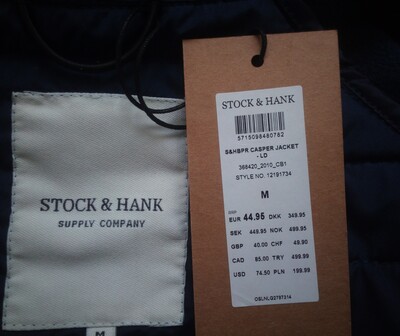 STOCK & HANK
SUPPLY COMPANY
M
STOCK & HANK
5715098480762
S&HBPR CASPER JACKET
- LD
366420_2010_CB1
STYLE NO. 12191734
M
EUR 44.95 DKK 349.95
SEK 449.95 NOK 499.95
GBP 40.00 CHF 49.90
CAD 65.00 TRY 499.99
USD 74.50 PLN 199.99